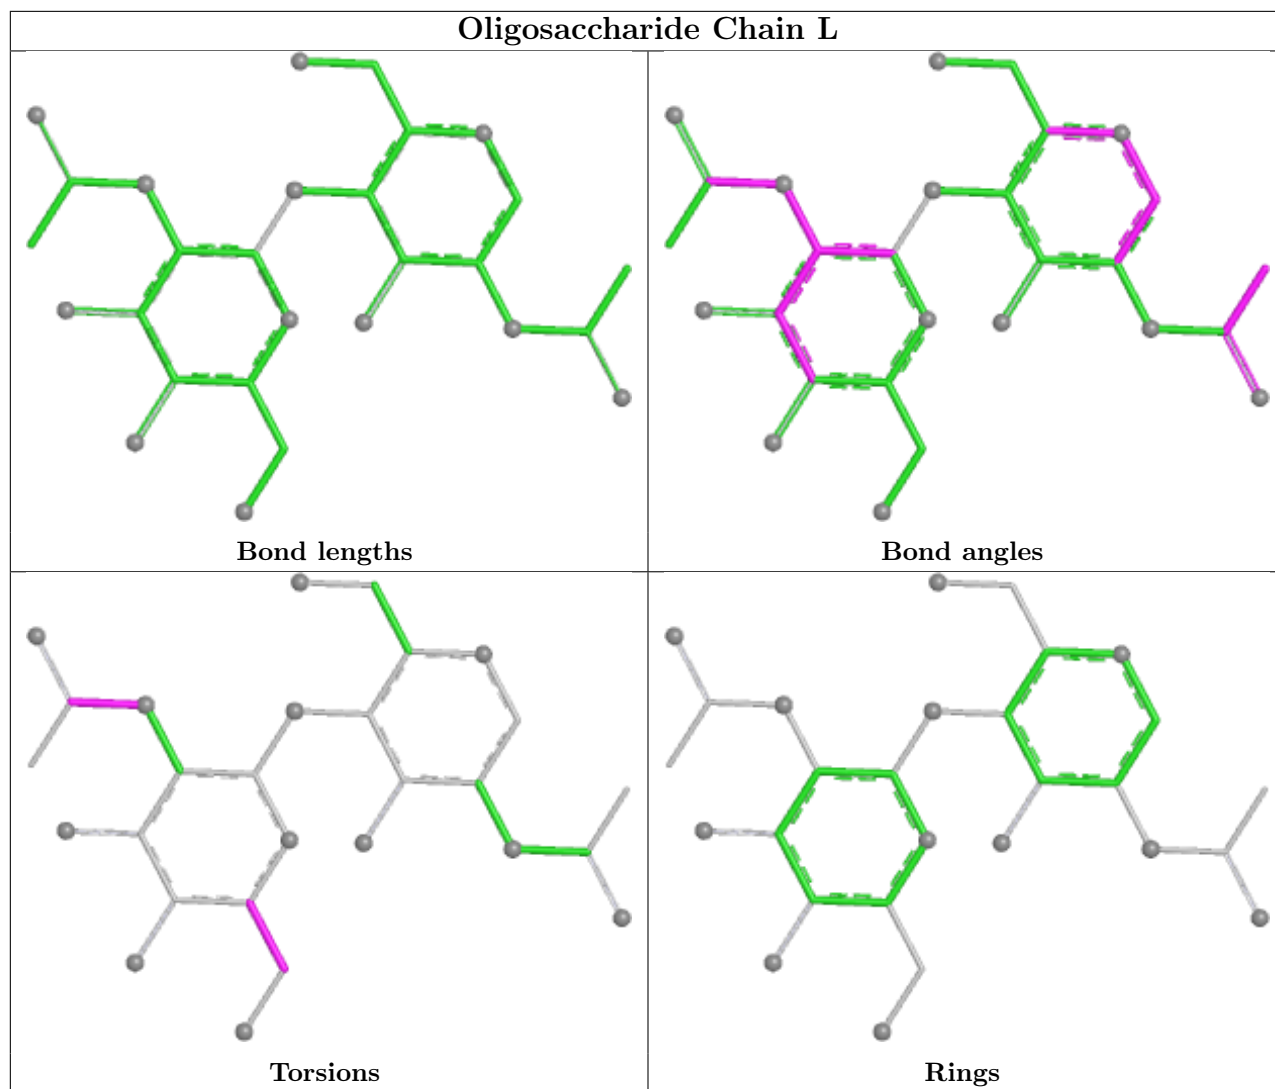 Oligosaccharide Chain L
Bond lengths
Bond angles
Torsions
Rings